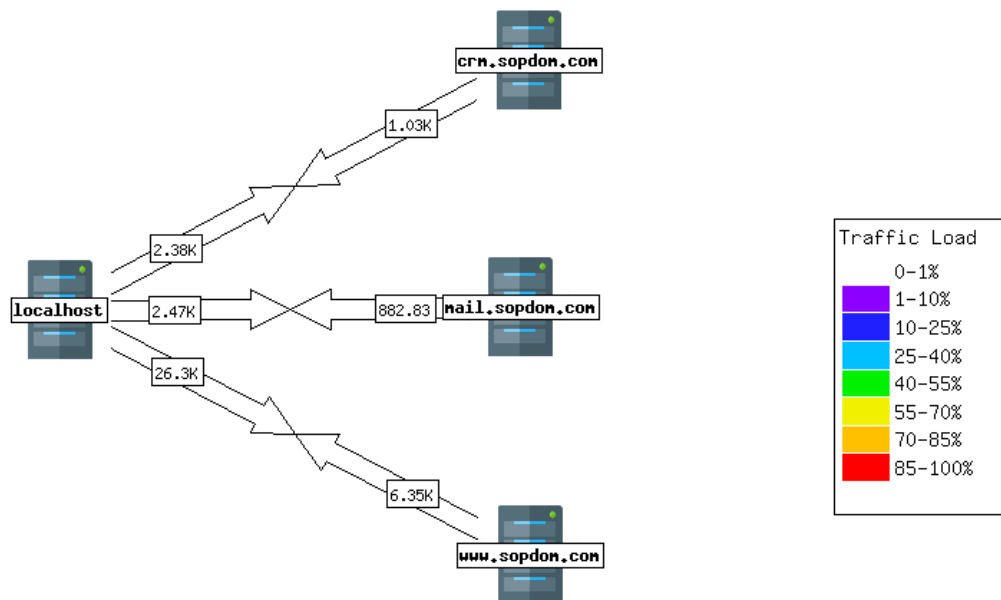 crm.sopdom.com
1.03K
2.38K
localhost
2.47K
882.83
mail.sopdom.com
26.3K
6.35K
www.sopdom.com
Traffic Load
0-1%
1-10%
10-25%
25-40%
40-55%
55-70%
70-85%
85-100%